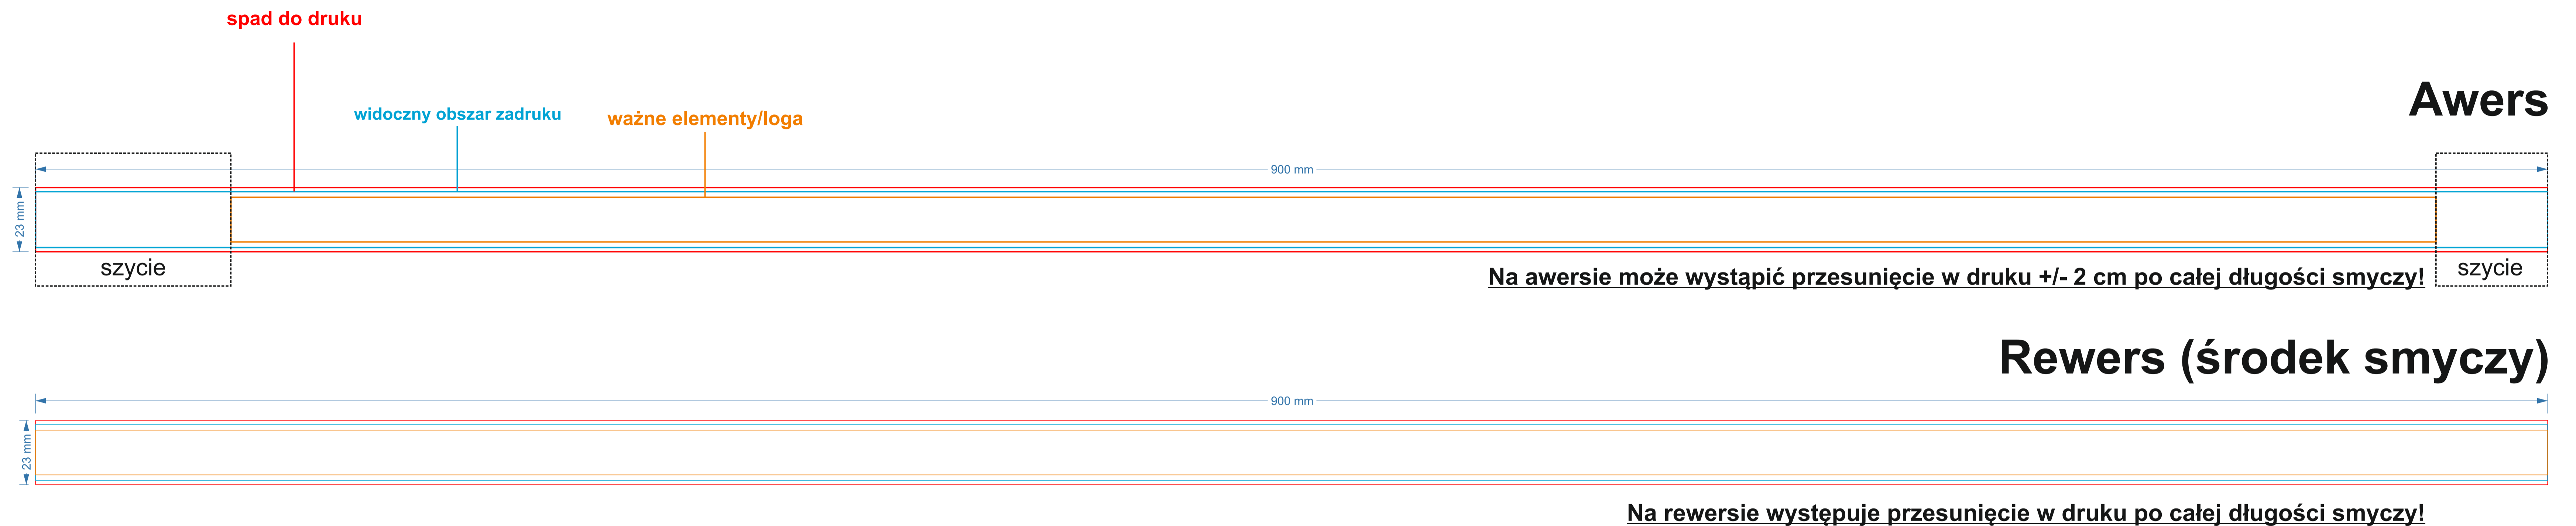 spad do druku
Awers
widoczny obszar zadruku
ważne elementy/loga
900 mm
23 mm
szycie
szycie
Na awersie może wystąpić przesunięcie w druku +/- 2 cm po całej długości smyczy!
Rewers (środek smyczy)
900 mm
23 mm
Na rewersie występuje przesunięcie w druku po całej długości smyczy!